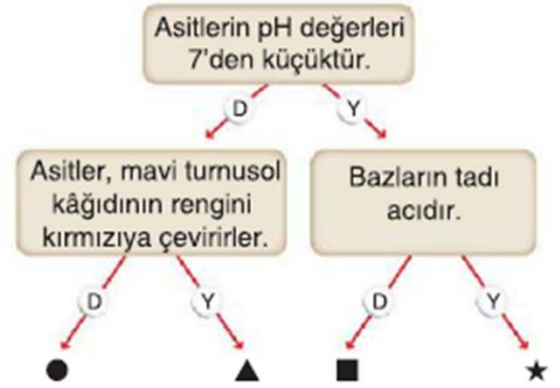 Asitlerin pH değerleri
7'den küçüktür.
D
Y
Asitler, mavi turnusol
kâğıdının rengini
kırmızıya çevirirler.
Bazların tadı
acıdır.
D
Y
D
Y